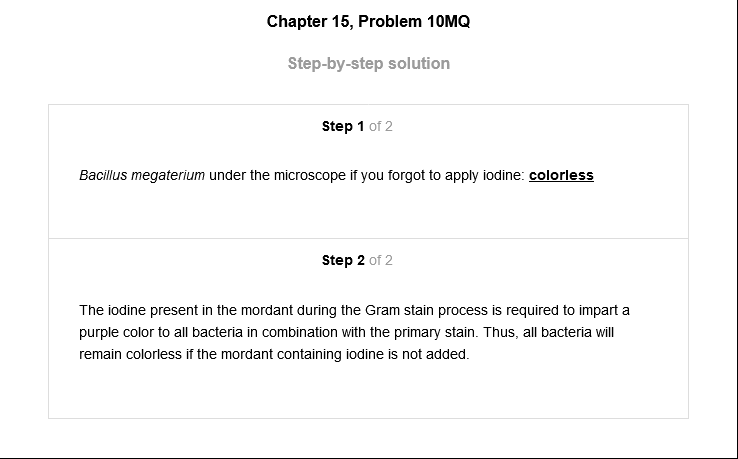 Chapter 15, Problem 10MQ
Step-by-step solution
Step 1 of 2
Bacillus megaterium under the microscope if you forgot to apply iodine: colorless
Step 2 of 2
The iodine present in the mordant during the Gram stain process is required to impart a
purple color to all bacteria in combination with the primary stain. Thus, all bacteria will
remain colorless if the mordant containing iodine is not added.